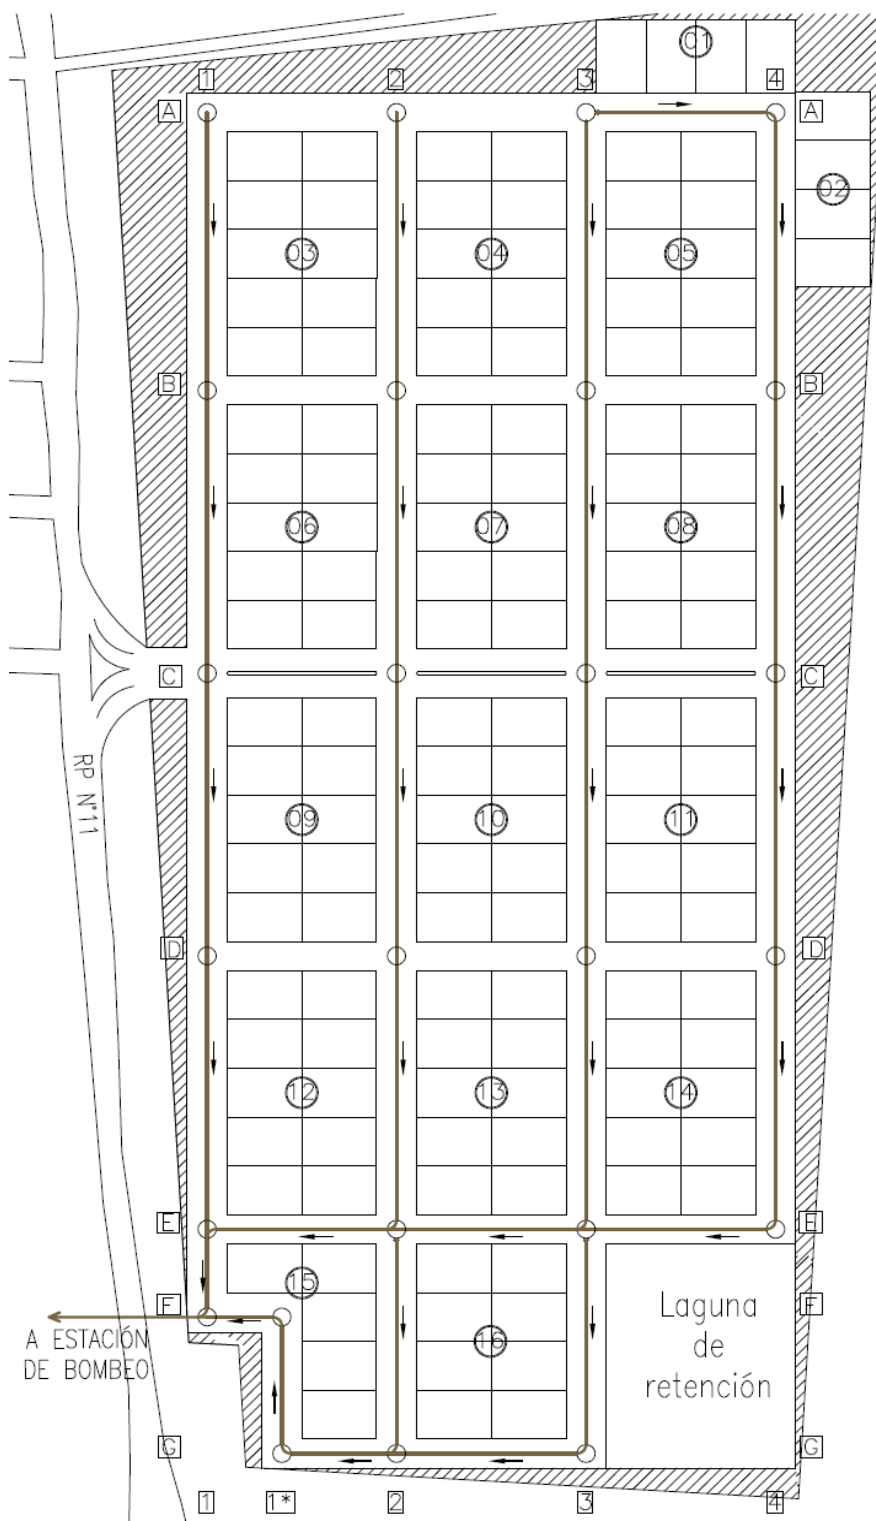 01
1 2 3 4
A A
02
03 04 05
B B
06 07 08
C C
RP Nº11
09 10 11
D D
12 13 14
E E
15
F F
A ESTACIÓN
DE BOMBEO
16
Laguna
de
retención
G G
1 1* 2 3 4